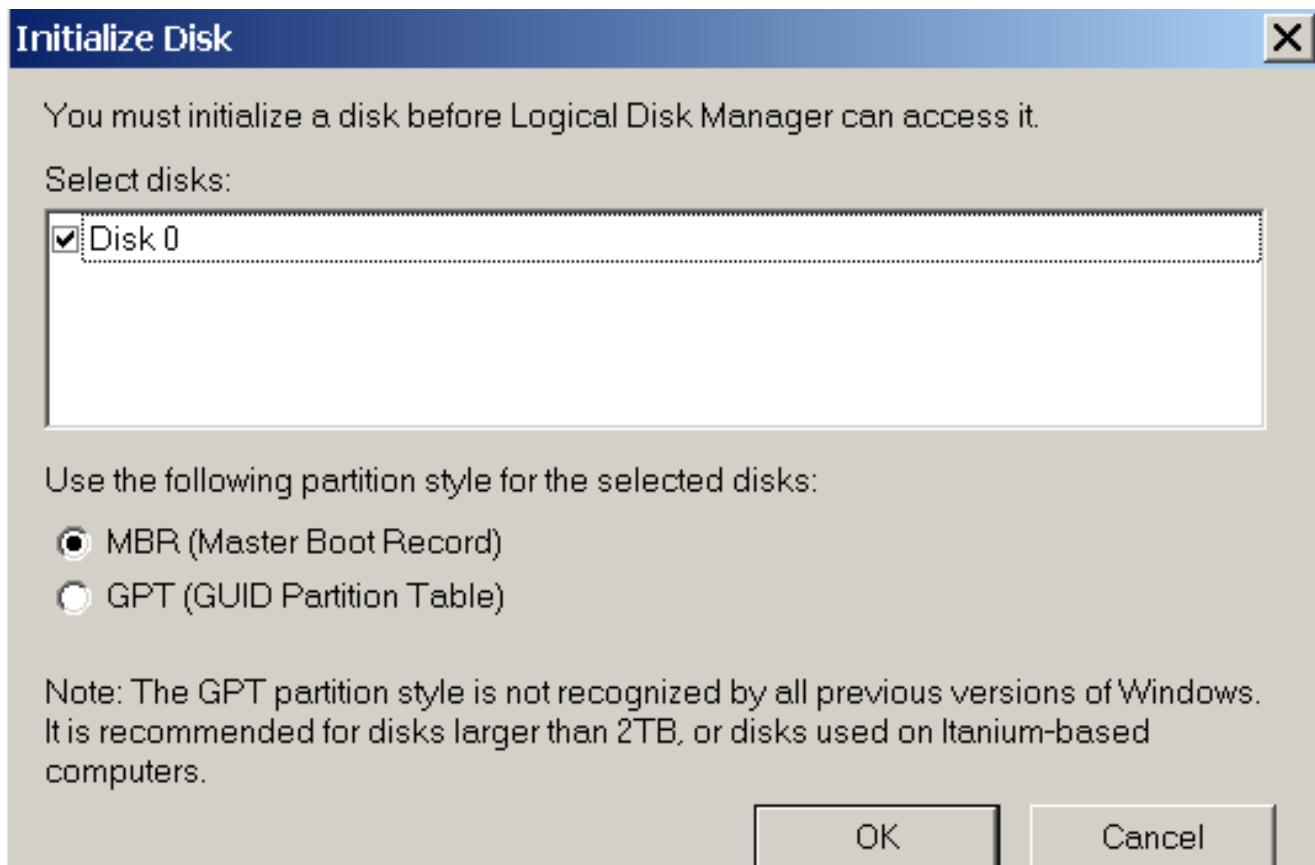 Initialize Disk
You must initialize a disk before Logical Disk Manager can access it.
Select disks:
Disk 0
Use the following partition style for the selected disks:
MBR (Master Boot Record)
GPT (GUID Partition Table)
Note: The GPT partition style is not recognized by all previous versions of Windows.
It is recommended for disks larger than 2TB, or disks used on Itanium-based
computers.
OK Cancel